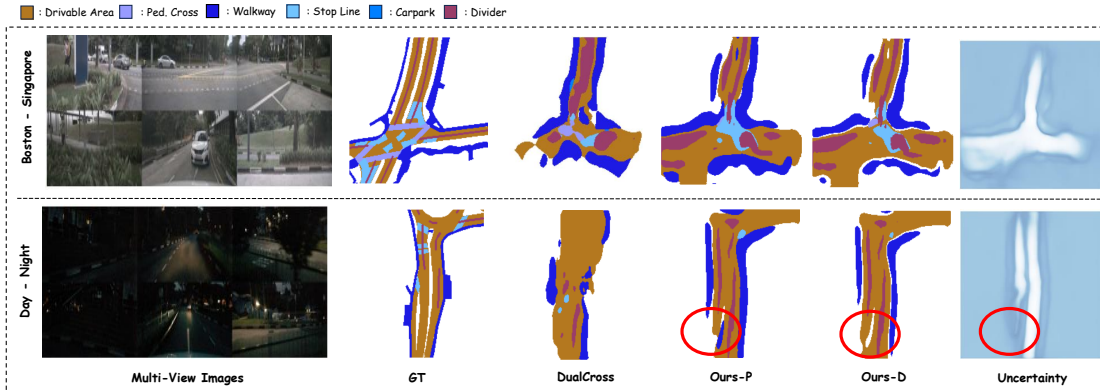 : Drivable Area : Ped. Cross : Walkway : Stop Line : Carpark : Divider
Boston - Singapore
Day - Night
Multi-View Images GT DualCross Ours-P Ours-D Uncertainty